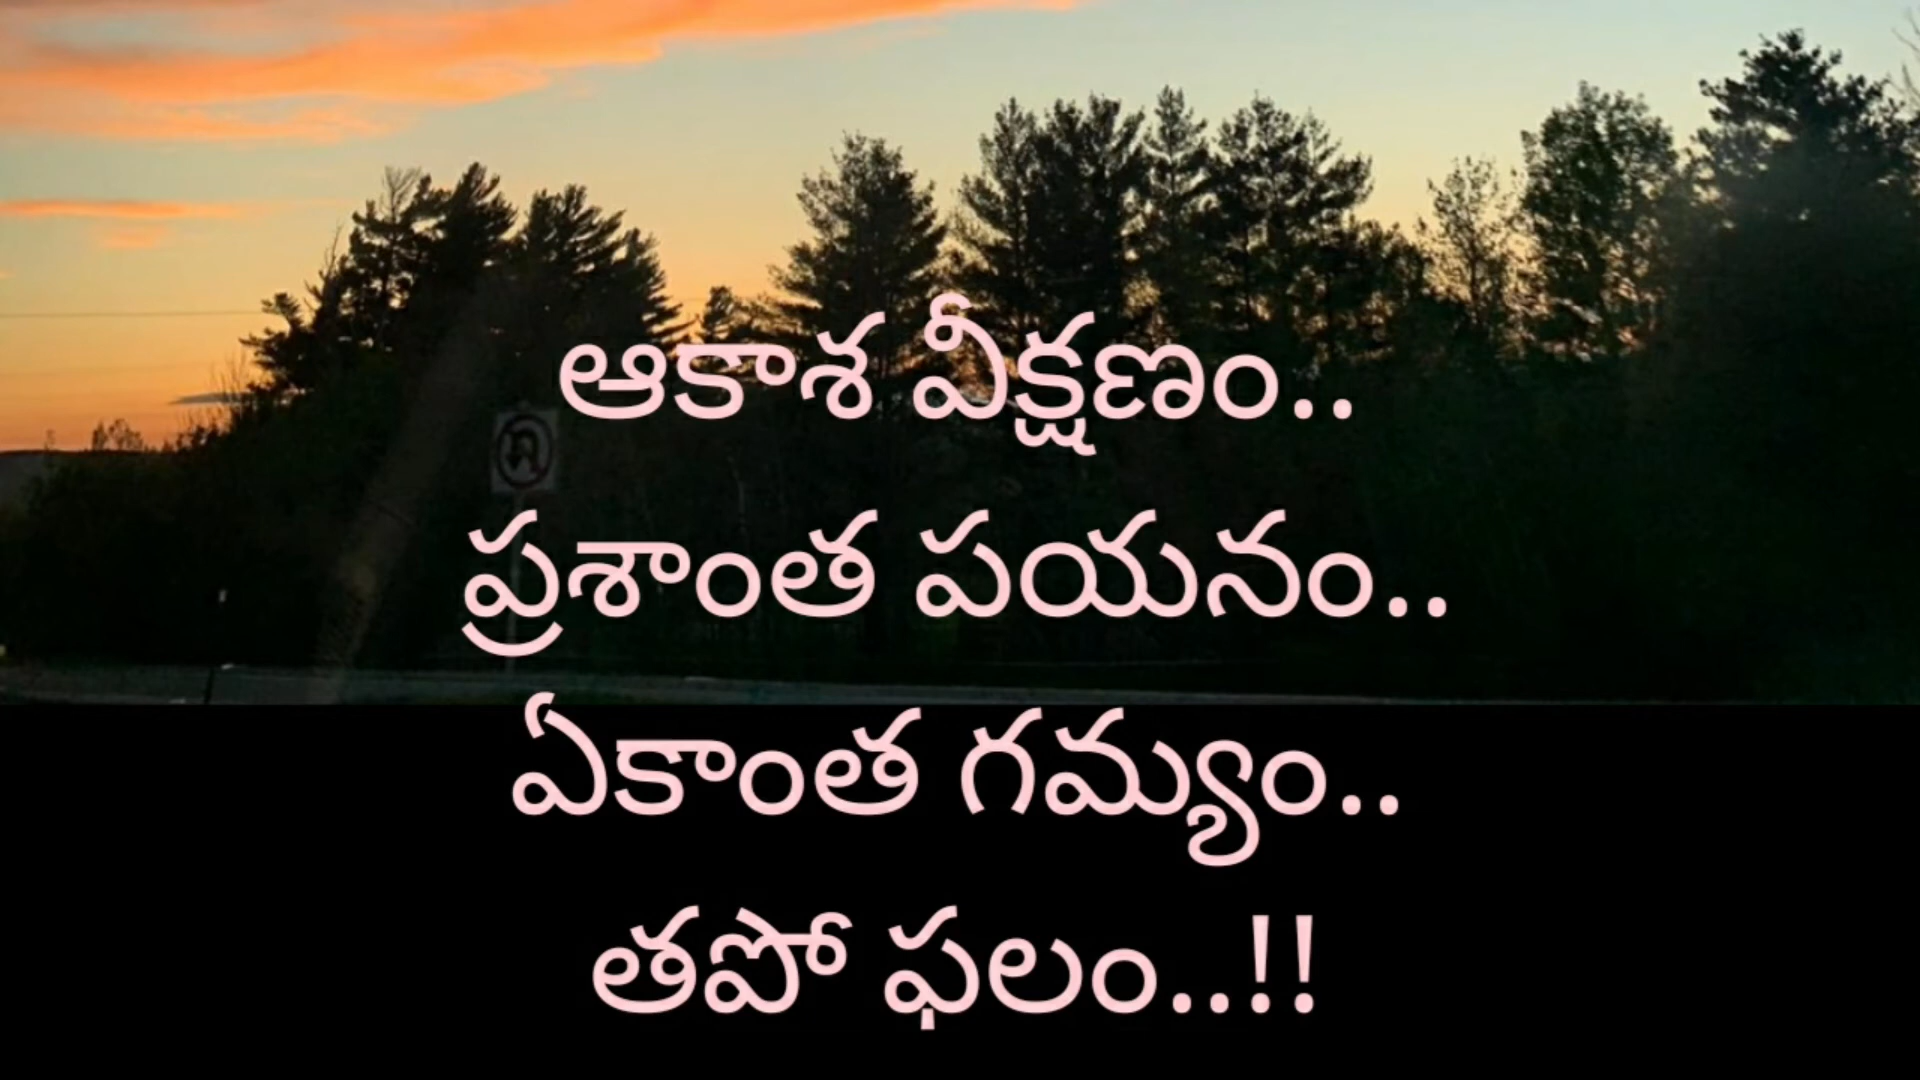 ఆకాశ వీక్షణం..
ప్రశాంత పయనం..
ఏకాంత గమ్యం..
తపో ఫలం..!!